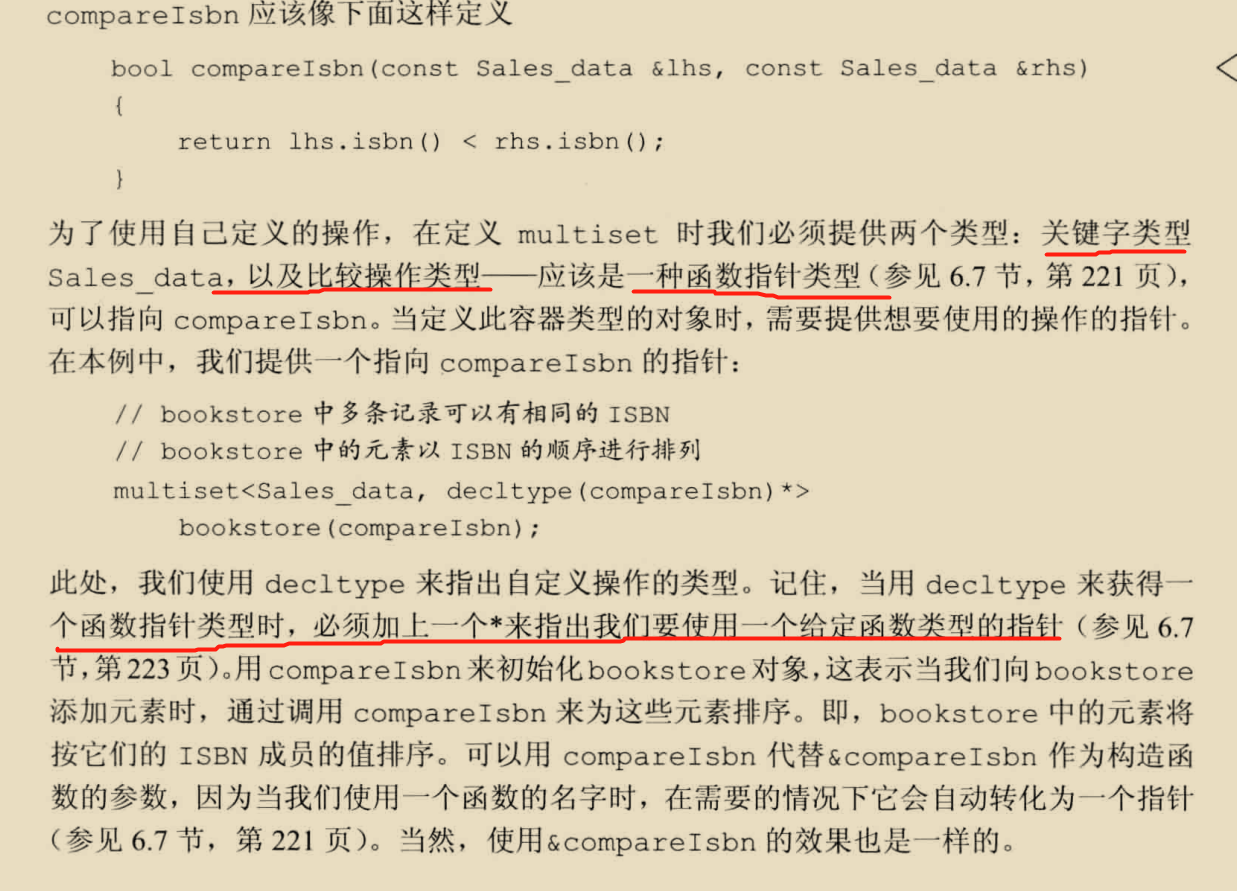 compareIsbn 应该像下面这样定义
bool compareIsbn(const Sales_data &lhs, const Sales_data &rhs)
{
return lhs.isbn() < rhs.isbn();
}
为了使用自己定义的操作，在定义 multiset 时我们必须提供两个类型：关键字类型
Sales_data，以及比较操作类型——应该是一种函数指针类型（参见 6.7 节，第 221 页），
可以指向 compareIsbn。当定义此容器类型的对象时，需要提供想要使用的操作的指针。
在本例中，我们提供一个指向 compareIsbn 的指针：
// bookstore 中多条记录可以有相同的 ISBN
// bookstore 中的元素以 ISBN 的顺序进行排列
multiset<Sales_data, decltype(compareIsbn)*>
bookstore(compareIsbn);
此处，我们使用 decltype 来指出自定义操作的类型。记住，当用 decltype 来获得一
个函数指针类型时，必须加上一个*来指出我们要使用一个给定函数类型的指针（参见 6.7
节，第 223 页）。用 compareIsbn 来初始化 bookstore 对象，这表示当我们向 bookstore
添加元素时，通过调用 compareIsbn 来为这些元素排序。即，bookstore 中的元素将
按它们的 ISBN 成员的值排序。可以用 compareIsbn 代替&compareIsbn 作为构造函
数的参数，因为当我们使用一个函数的名字时，在需要的情况下它会自动转化为一个指针
（参见 6.7 节，第 221 页）。当然，使用&compareIsbn 的效果也是一样的。